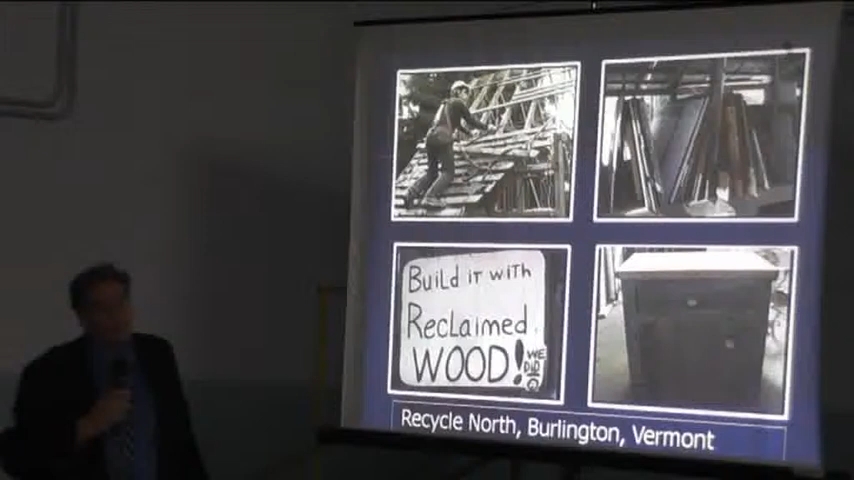 Build it with
Reclaimed
WOOD!
WE
DID
Recycle North, Burlington, Vermont